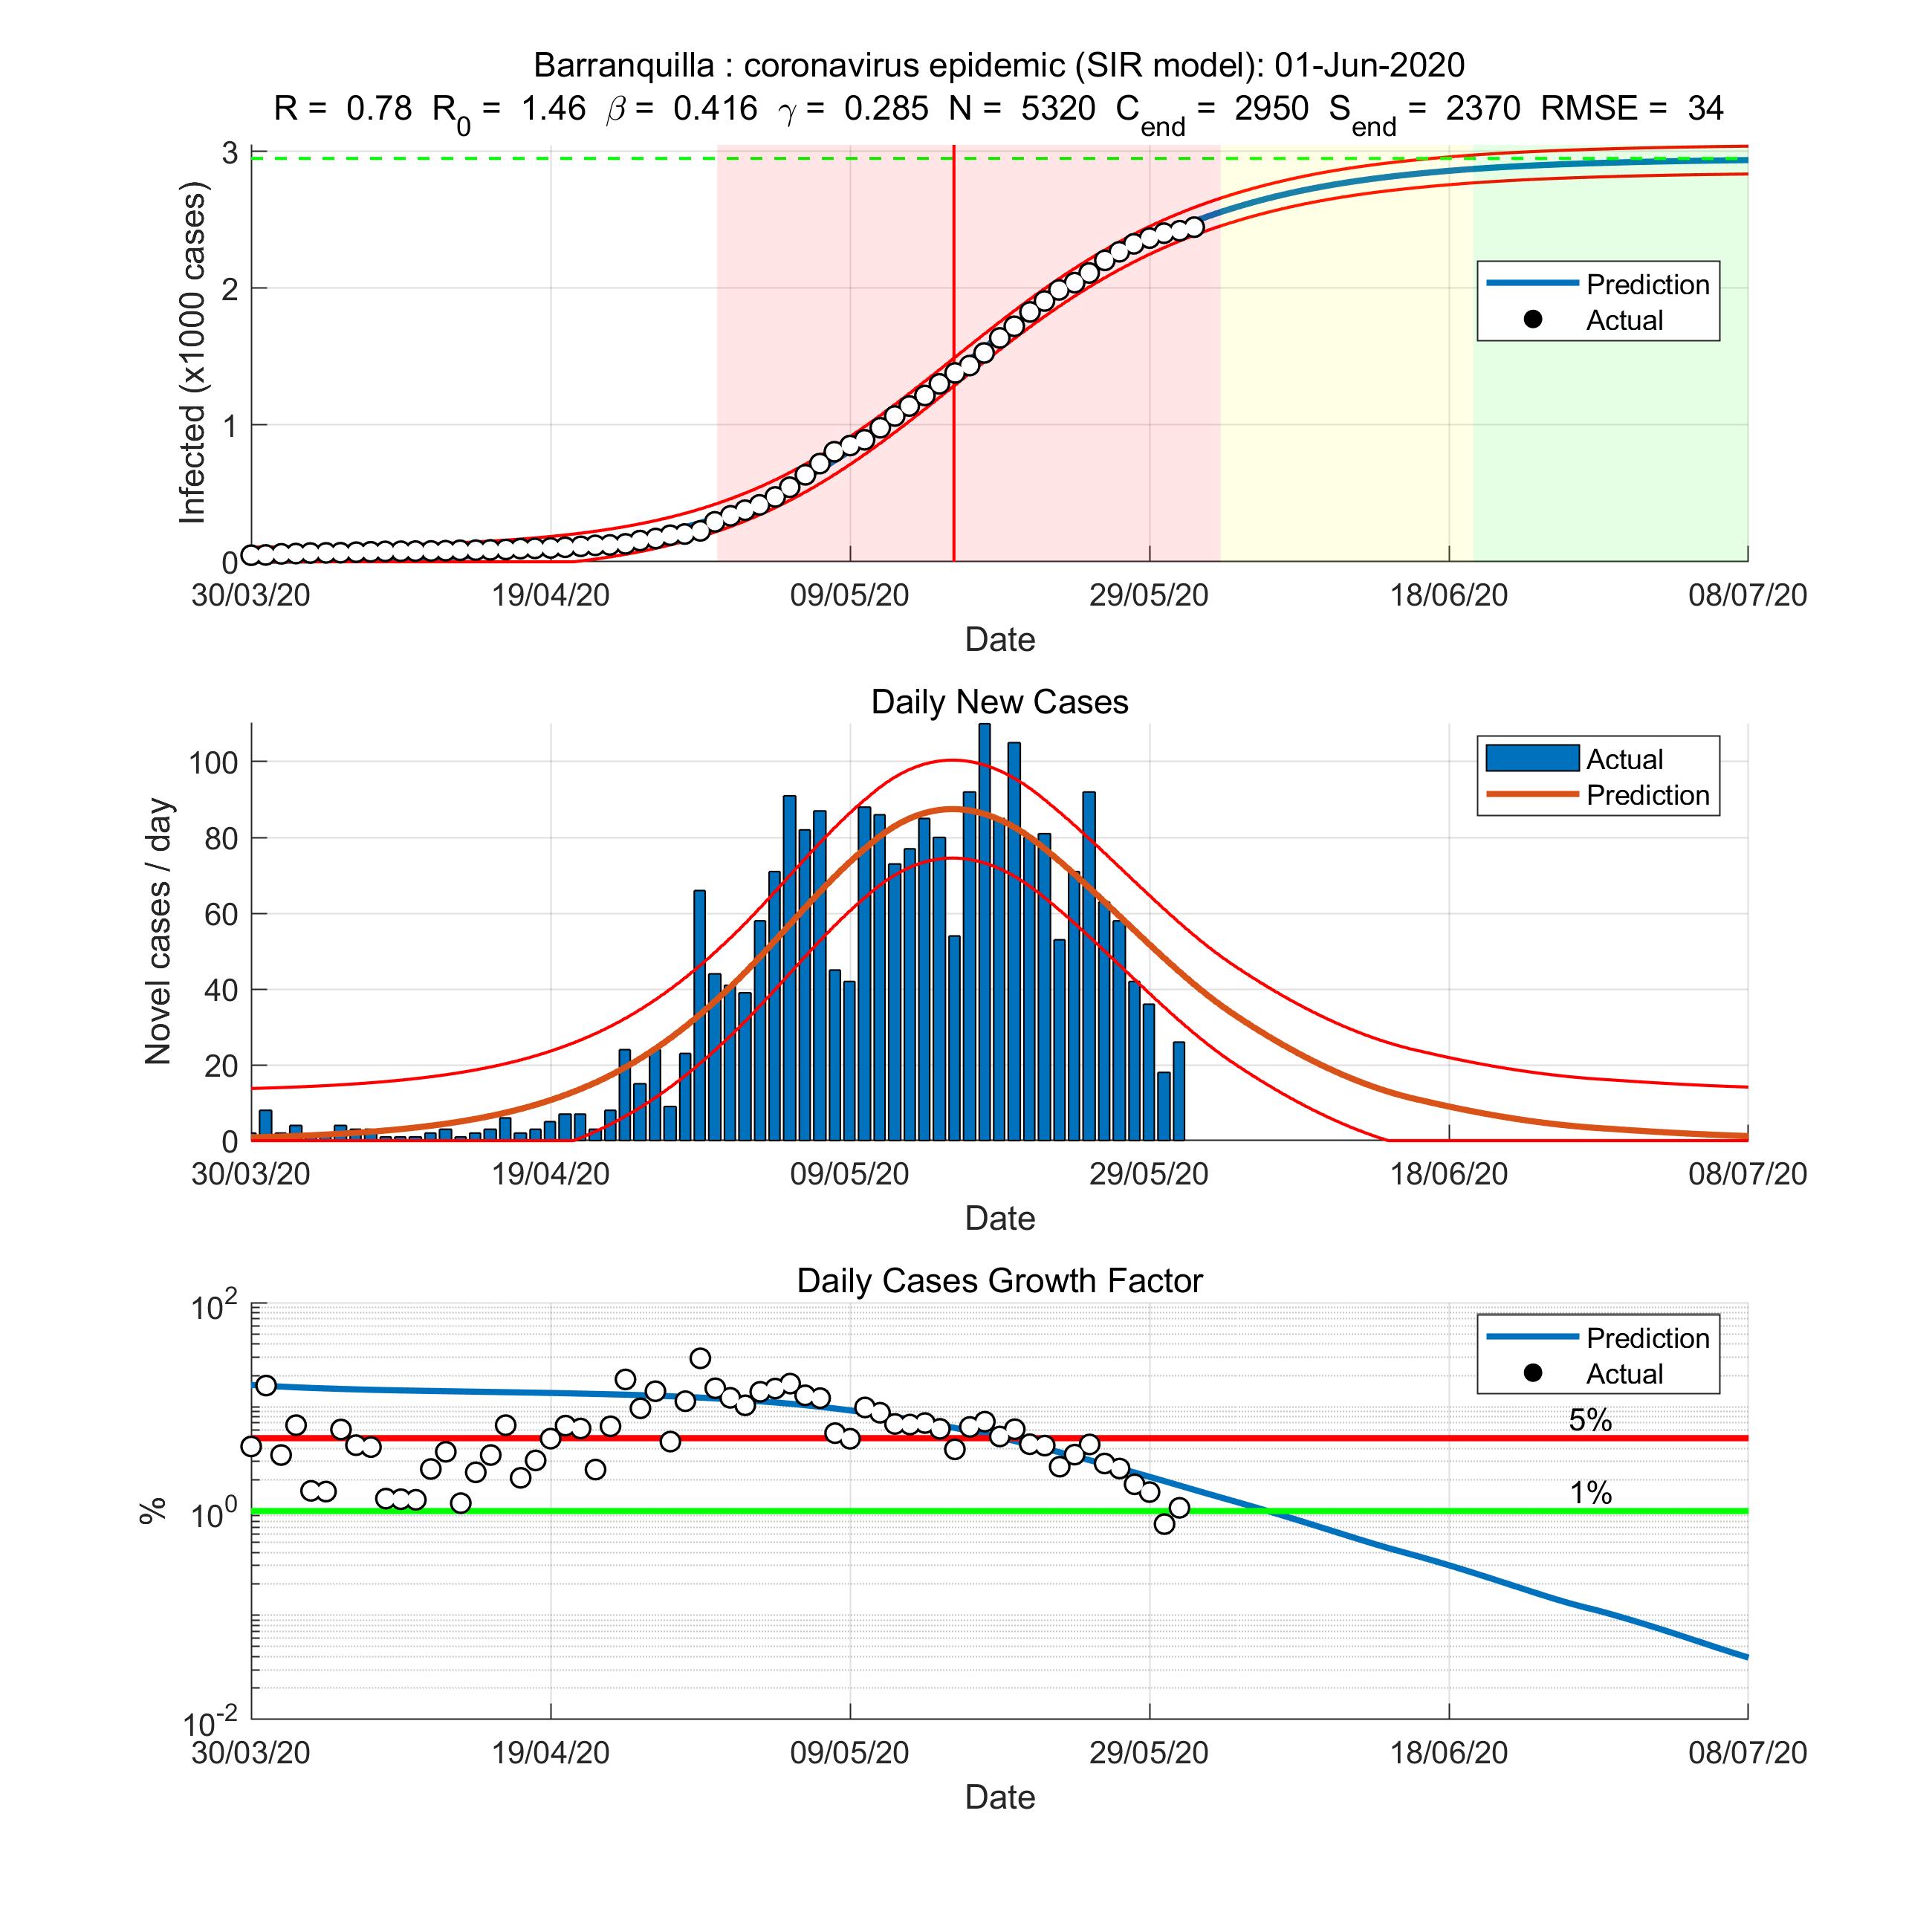 Barranquilla : coronavirus epidemic (SIR model): 01-Jun-2020
R = 0.78 R0 = 1.46 β = 0.416 γ = 0.285 N = 5320 Cend = 2950 Send = 2370 RMSE = 34
Infected (x1000 cases)
3
2
1
0
Prediction
Actual
30/03/20 19/04/20 09/05/20 29/05/20 18/06/20 08/07/20
Date
Daily New Cases
Novel cases / day
100
80
60
40
20
0
Actual
Prediction
30/03/20 19/04/20 09/05/20 29/05/20 18/06/20 08/07/20
Date
Daily Cases Growth Factor
%
10^2
10^0
10^-2
Prediction
Actual
5%
1%
30/03/20 19/04/20 09/05/20 29/05/20 18/06/20 08/07/20
Date